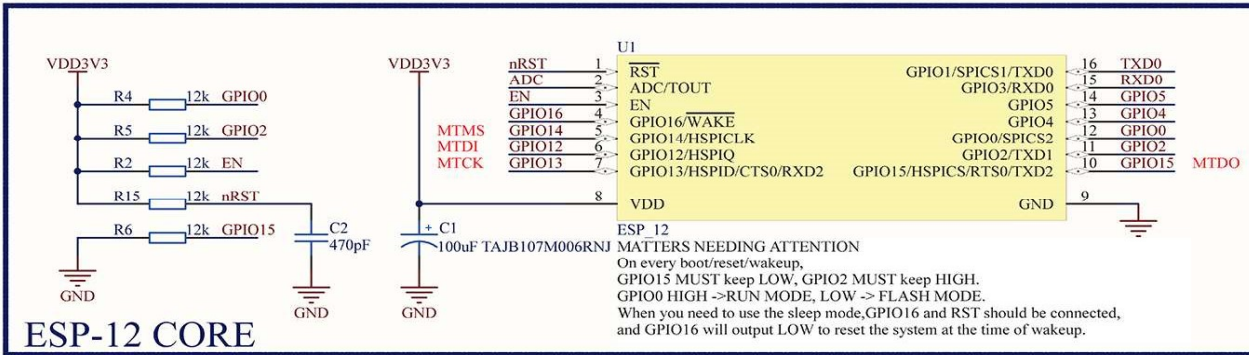 VDD3V3
R4 12k GPIO0
R5 12k GPIO2
R2 12k EN
R15 12k nRST
R6 12k GPIO15
GND
C2
470pF
GND
VDD3V3
+ C1
100uF TAJB107M006RNJ
GND
U1
nRST 1 RST
ADC 2 ADC/TOUT
EN 3 EN
GPIO16 4 GPIO16/WAKE
MTMS GPIO14 5 GPIO14/HSPICLK
MTDI GPIO12 6 GPIO12/HSPIQ
MTCK GPIO13 7 GPIO13/HSPID/CTS0/RXD2
8 VDD
GPIO1/SPICS1/TXD0 16 TXD0
GPIO3/RXD0 15 RXD0
GPIO5 14 GPIO5
GPIO4 13 GPIO4
GPIO0/SPICS2 12 GPIO0
GPIO2/TXD1 11 GPIO2
GPIO15/HSPICS/RTS0/TXD2 10 GPIO15 MTDO
GND 9
GND
ESP_12
MATTERS NEEDING ATTENTION
On every boot/reset/wakeup,
GPIO15 MUST keep LOW, GPIO2 MUST keep HIGH.
GPIO0 HIGH ->RUN MODE, LOW -> FLASH MODE.
When you need to use the sleep mode,GPIO16 and RST should be connected,
and GPIO16 will output LOW to reset the system at the time of wakeup.
ESP-12 CORE